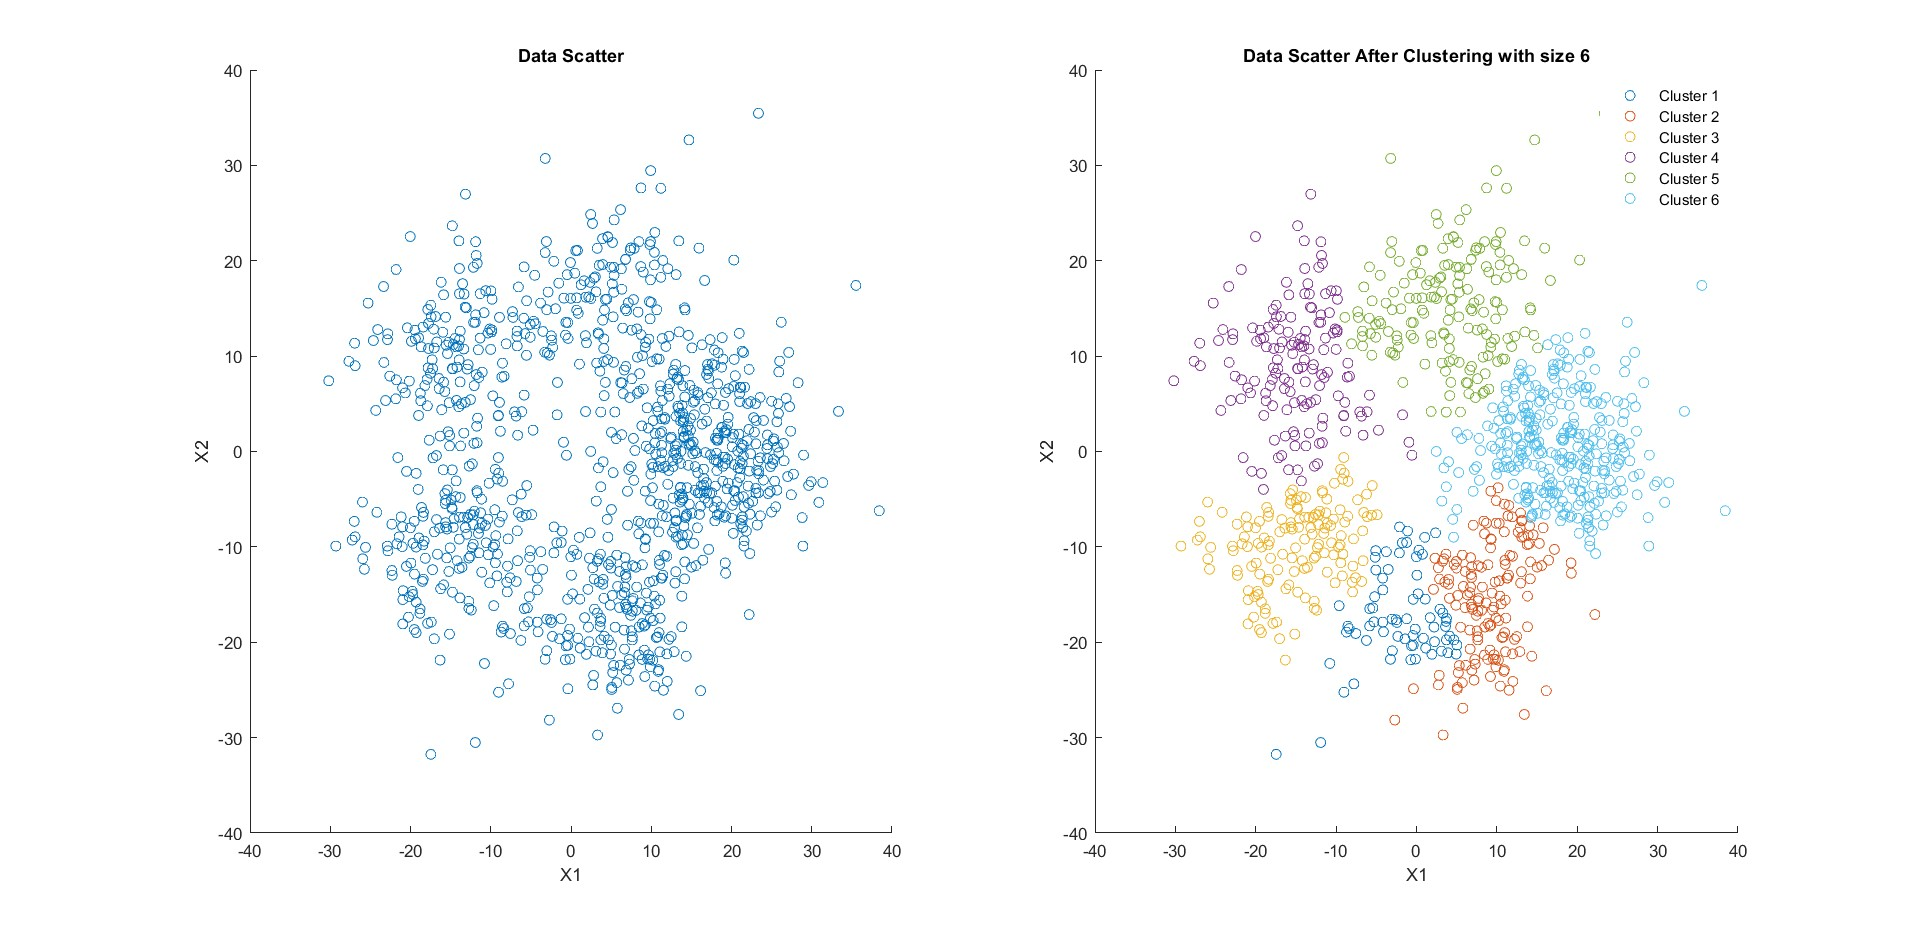 Data Scatter
40
30
20
10
0
-10
-20
-30
-40
X2
-40 -30 -20 -10 0 10 20 30 40
X1
Data Scatter After Clustering with size 6
Cluster 1
Cluster 2
Cluster 3
Cluster 4
Cluster 5
Cluster 6
40
30
20
10
0
-10
-20
-30
-40
X2
-40 -30 -20 -10 0 10 20 30 40
X1